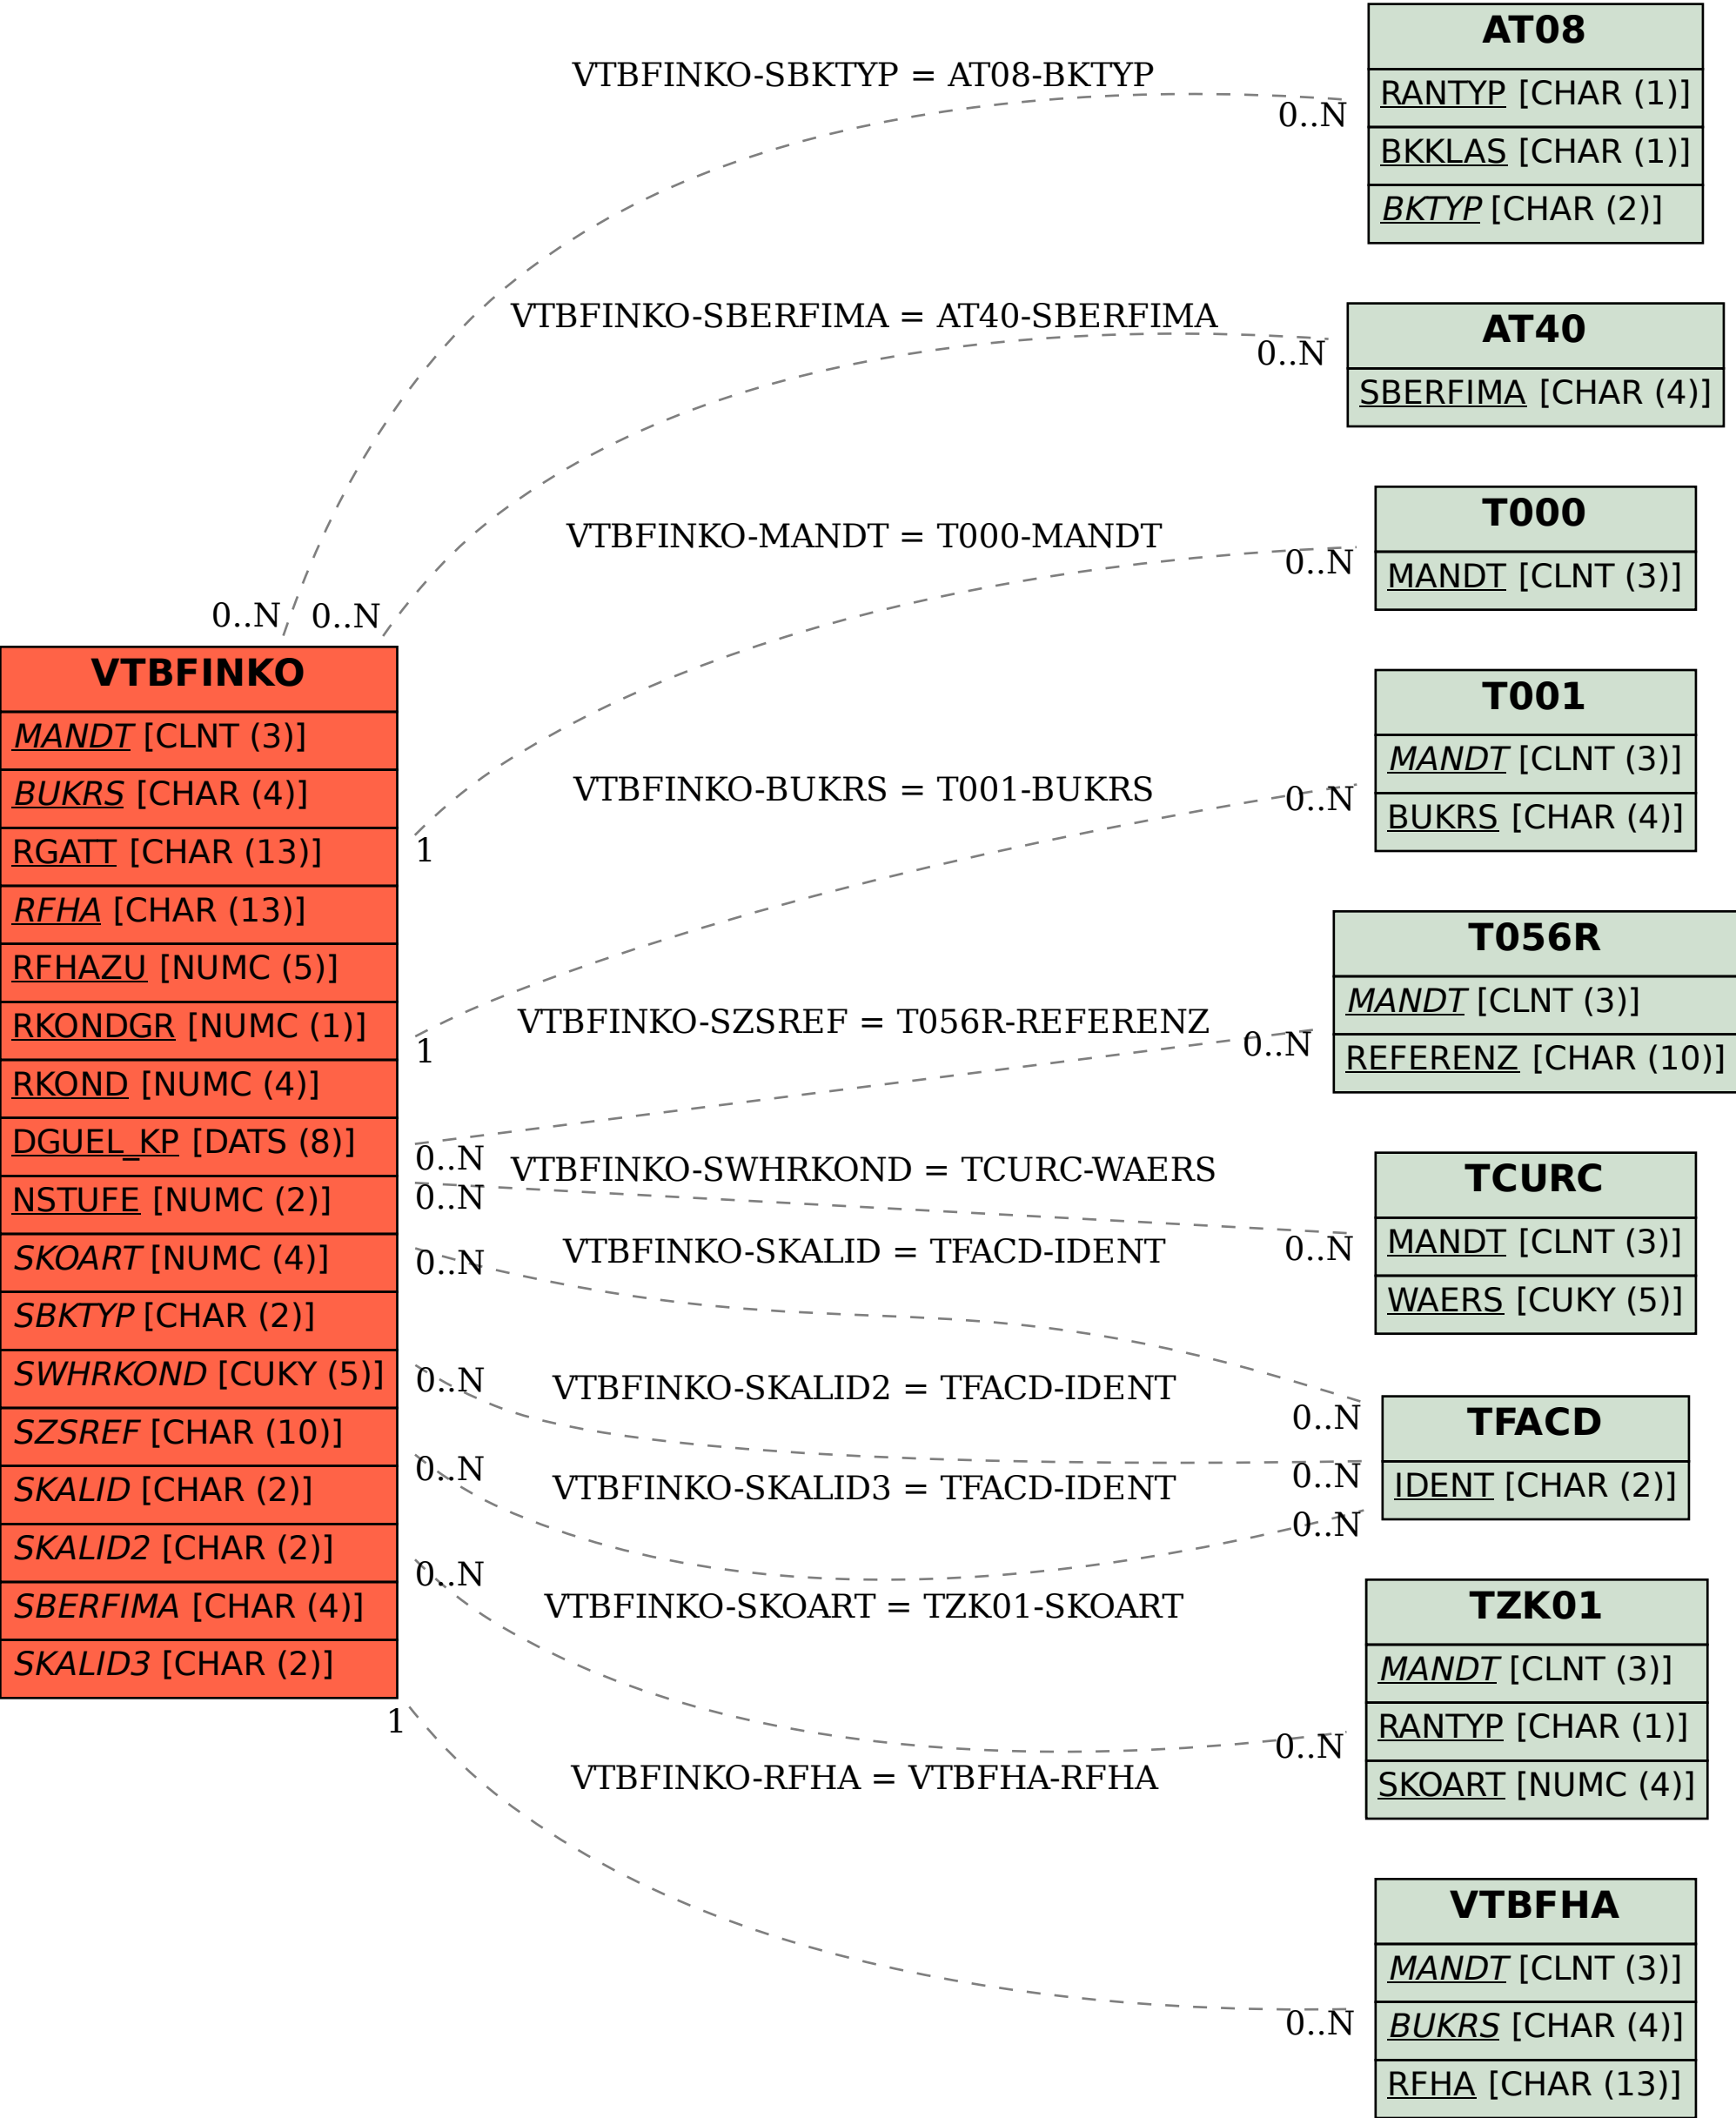 AT08
RANTYP [CHAR (1)]
BKKLAS [CHAR (1)]
BKTYP [CHAR (2)]
VTBFINKO-SBKTYP = AT08-BKTYP
0..N
0..N
AT40
SBERFIMA [CHAR (4)]
VTBFINKO-SBERFIMA = AT40-SBERFIMA
0..N
0..N
T000
MANDT [CLNT (3)]
VTBFINKO-MANDT = T000-MANDT
0..N
1
T001
MANDT [CLNT (3)]
BUKRS [CHAR (4)]
VTBFINKO-BUKRS = T001-BUKRS
0..N
1
VTBFINKO
MANDT [CLNT (3)]
BUKRS [CHAR (4)]
RGATT [CHAR (13)]
RFHA [CHAR (13)]
RFHAZU [NUMC (5)]
RKONDGR [NUMC (1)]
RKOND [NUMC (4)]
DGUEL_KP [DATS (8)]
NSTUFE [NUMC (2)]
SKOART [NUMC (4)]
SBKTYP [CHAR (2)]
SWHRKOND [CUKY (5)]
SZSREF [CHAR (10)]
SKALID [CHAR (2)]
SKALID2 [CHAR (2)]
SBERFIMA [CHAR (4)]
SKALID3 [CHAR (2)]
T056R
MANDT [CLNT (3)]
REFERENZ [CHAR (10)]
VTBFINKO-SZSREF = T056R-REFERENZ
0..N
0..N
TCURC
MANDT [CLNT (3)]
WAERS [CUKY (5)]
VTBFINKO-SWHRKOND = TCURC-WAERS
0..N
0..N
VTBFINKO-SKALID = TFACD-IDENT
0..N
0..N
TFACD
IDENT [CHAR (2)]
VTBFINKO-SKALID2 = TFACD-IDENT
0..N
0..N
VTBFINKO-SKALID3 = TFACD-IDENT
0..N
0..N
TZK01
MANDT [CLNT (3)]
RANTYP [CHAR (1)]
SKOART [NUMC (4)]
VTBFINKO-SKOART = TZK01-SKOART
0..N
0..N
VTBFINKO-RFHA = VTBFHA-RFHA
1
0..N
VTBFHA
MANDT [CLNT (3)]
BUKRS [CHAR (4)]
RFHA [CHAR (13)]